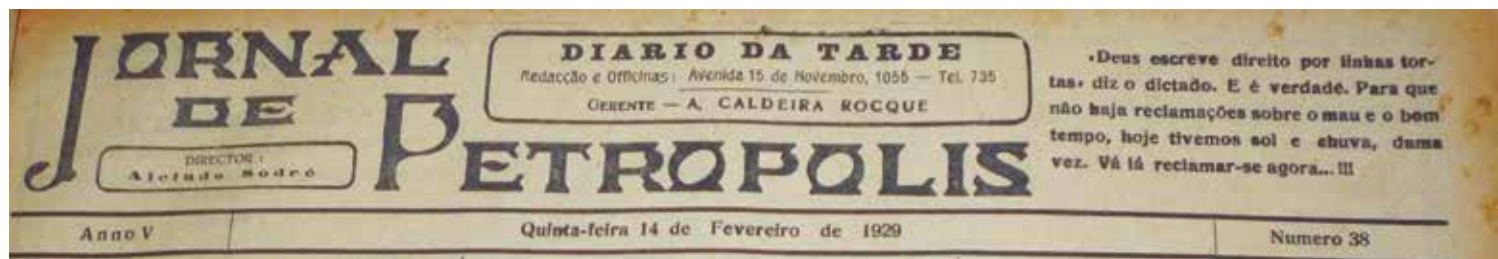 JORNAL
DE
PETROPOLIS
DIRECTOR:
Alcindo Sodré
DIARIO DA TARDE
Redacção e Officinas: Avenida 15 de Novembro, 1055 — Tel. 735
GERENTE — A. CALDEIRA ROCQUE
«Deus escreve direito por linhas tor-
tas» diz o dictado. E é verdade. Para que
não haja reclamações sobre o mau e o bom
tempo, hoje tivemos sol e chuva, duma
vez. Vá lá reclamar-se agora... !!!
Anno V
Quinta-feira 14 de Fevereiro de 1929
Numero 38